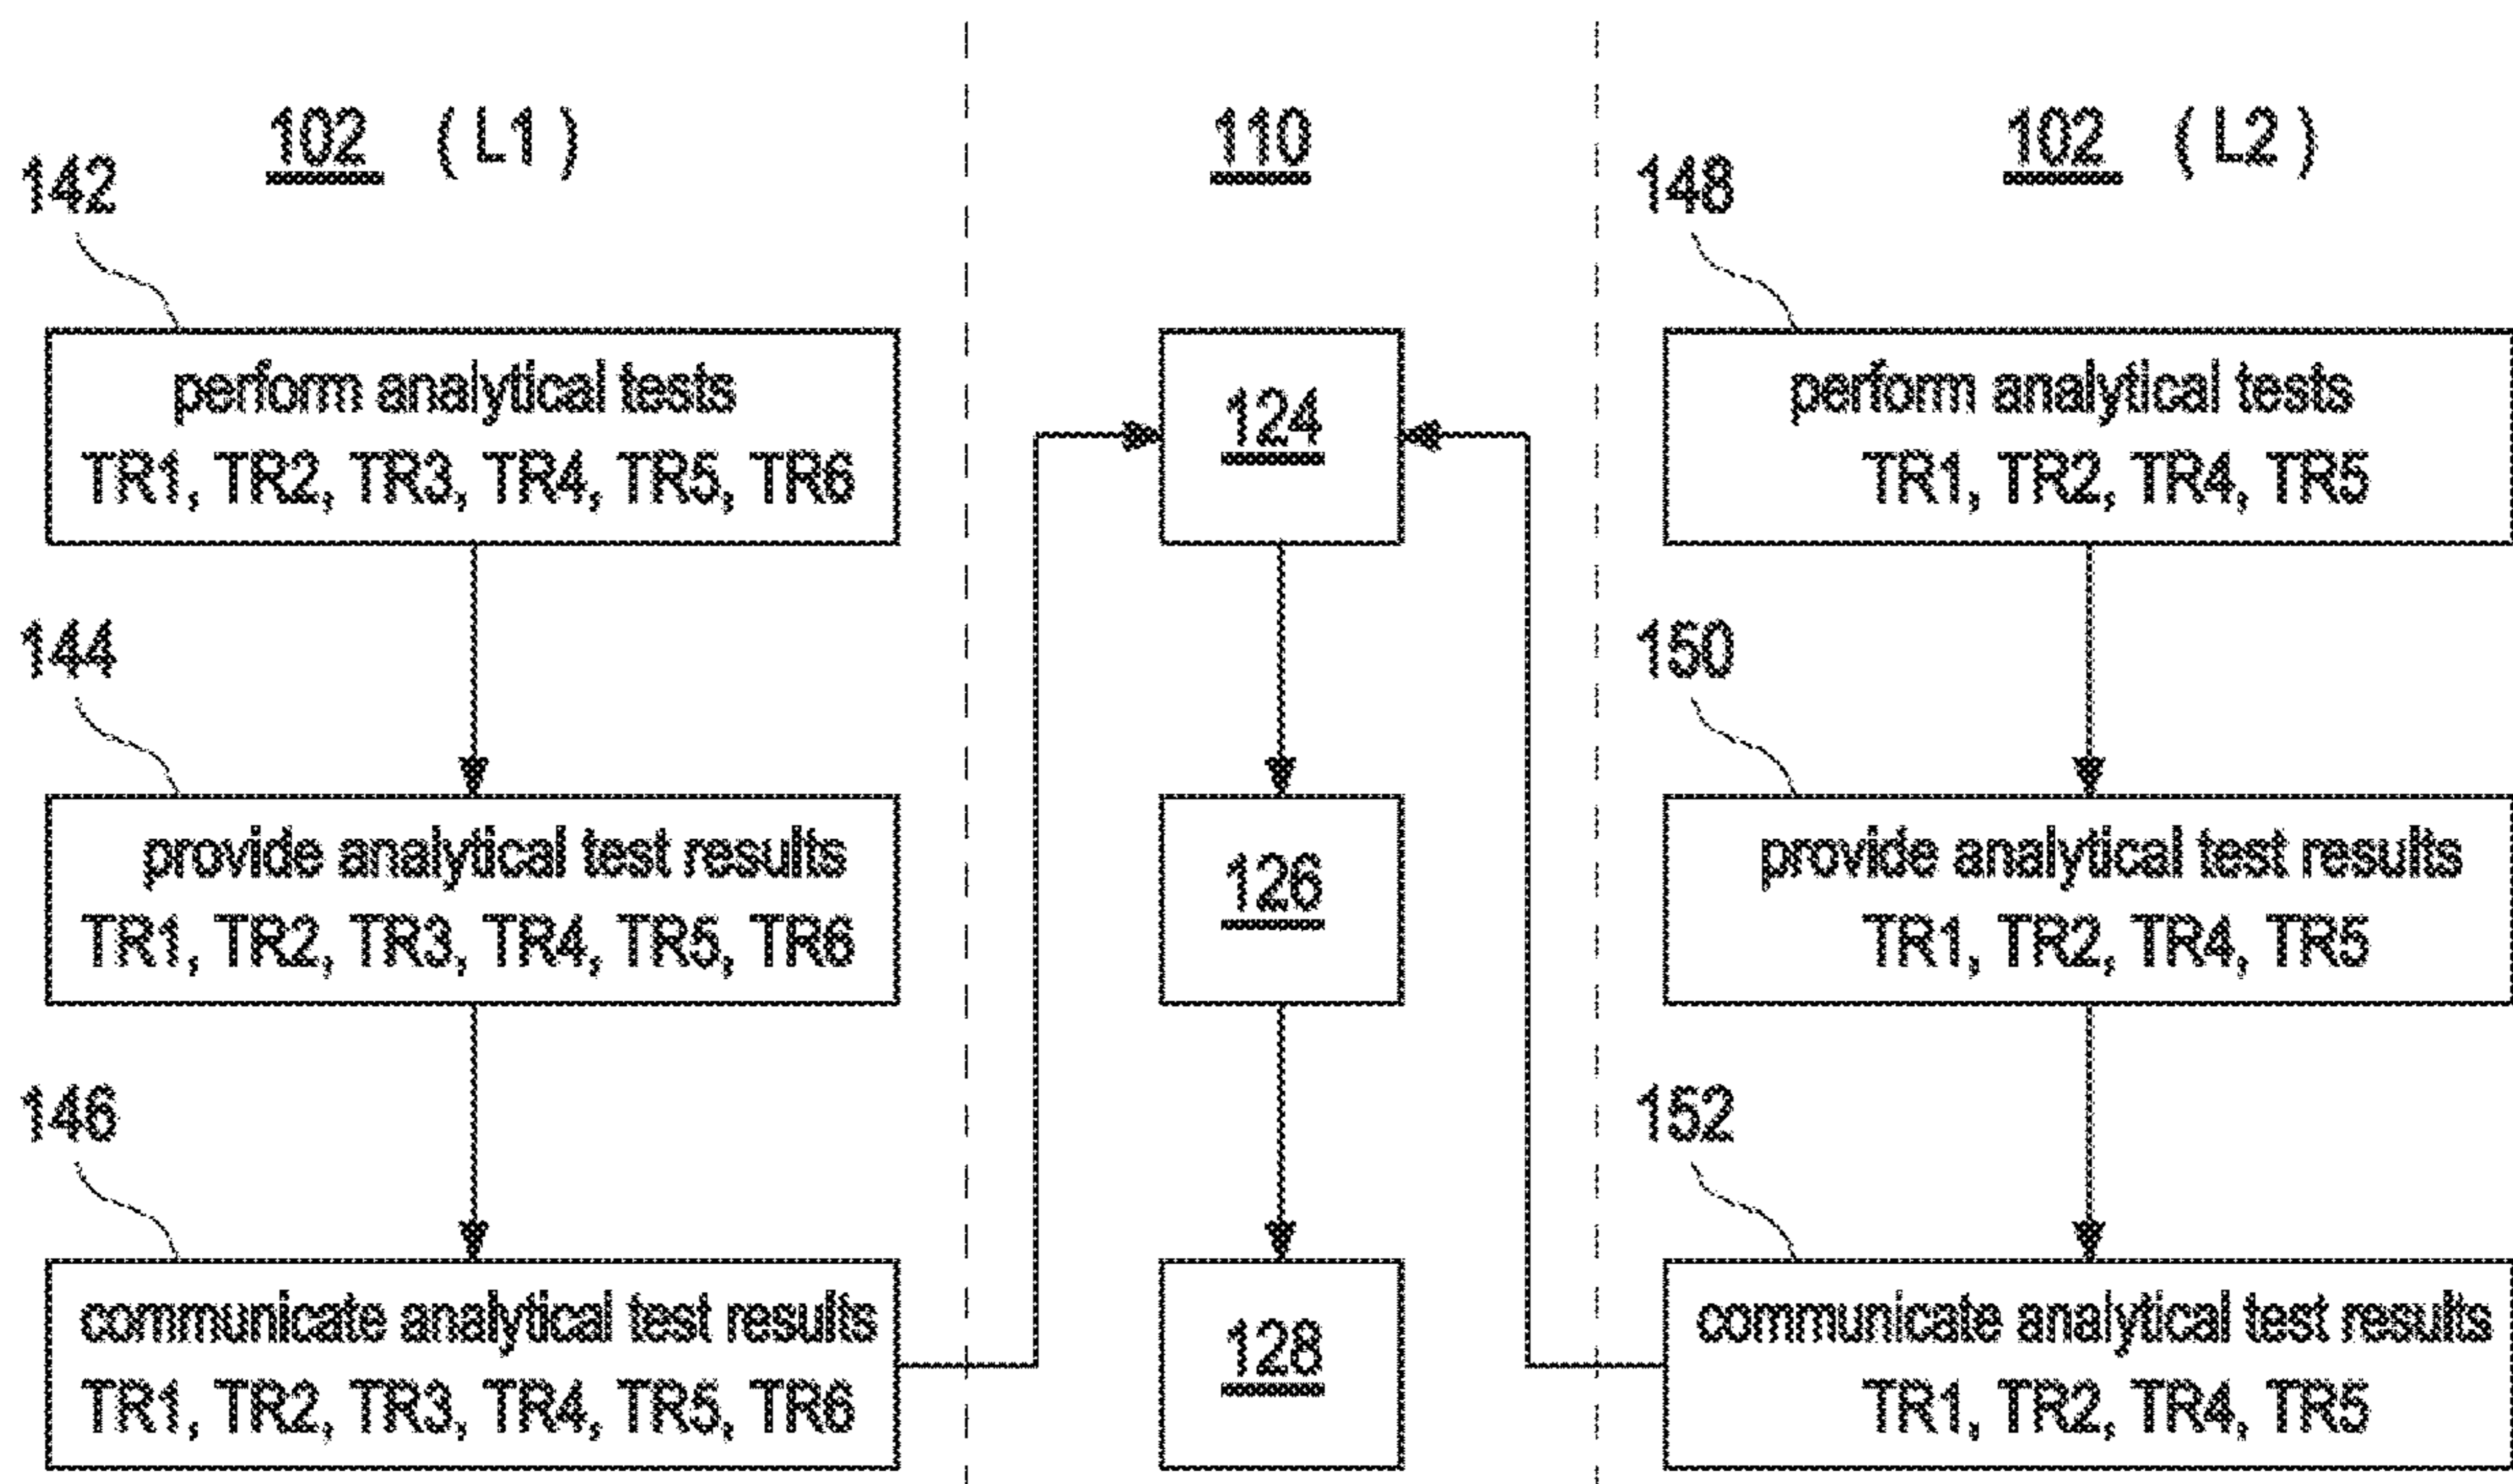 102 ( L1 )
142
perform analytical tests
TR1, TR2, TR3, TR4, TR5, TR6
144
provide analytical test results
TR1, TR2, TR3, TR4, TR5, TR6
146
communicate analytical test results
TR1, TR2, TR3, TR4, TR5, TR6
110
124
126
128
102 ( L2 )
148
perform analytical tests
TR1, TR2, TR4, TR5
150
provide analytical test results
TR1, TR2, TR4, TR5
152
communicate analytical test results
TR1, TR2, TR4, TR5